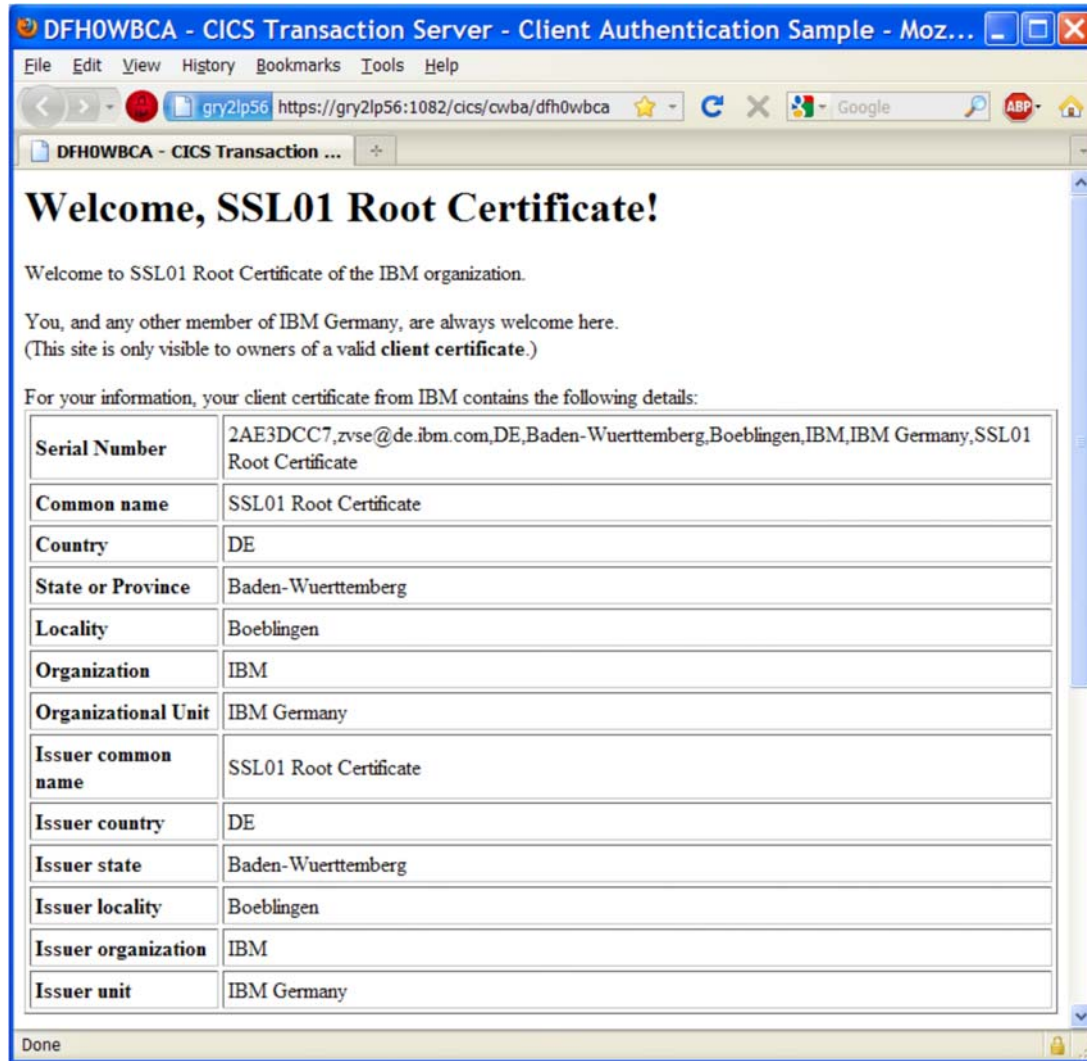 DFH0WBCA - CICS Transaction Server - Client Authentication Sample - Moz...
File Edit View History Bookmarks Tools Help
gry2lp56 https://gry2lp56:1082/cics/cwba/dfh0wbca Google ABP
DFH0WBCA - CICS Transaction ...
Welcome, SSL01 Root Certificate!
Welcome to SSL01 Root Certificate of the IBM organization.
You, and any other member of IBM Germany, are always welcome here.
(This site is only visible to owners of a valid client certificate.)
For your information, your client certificate from IBM contains the following details:
Serial Number 2AE3DCC7,zvse@de.ibm.com,DE,Baden-Wuerttemberg,Boeblingen,IBM,IBM Germany,SSL01
Root Certificate
Common name SSL01 Root Certificate
Country DE
State or Province Baden-Wuerttemberg
Locality Boeblingen
Organization IBM
Organizational Unit IBM Germany
Issuer common
name SSL01 Root Certificate
Issuer country DE
Issuer state Baden-Wuerttemberg
Issuer locality Boeblingen
Issuer organization IBM
Issuer unit IBM Germany
Done